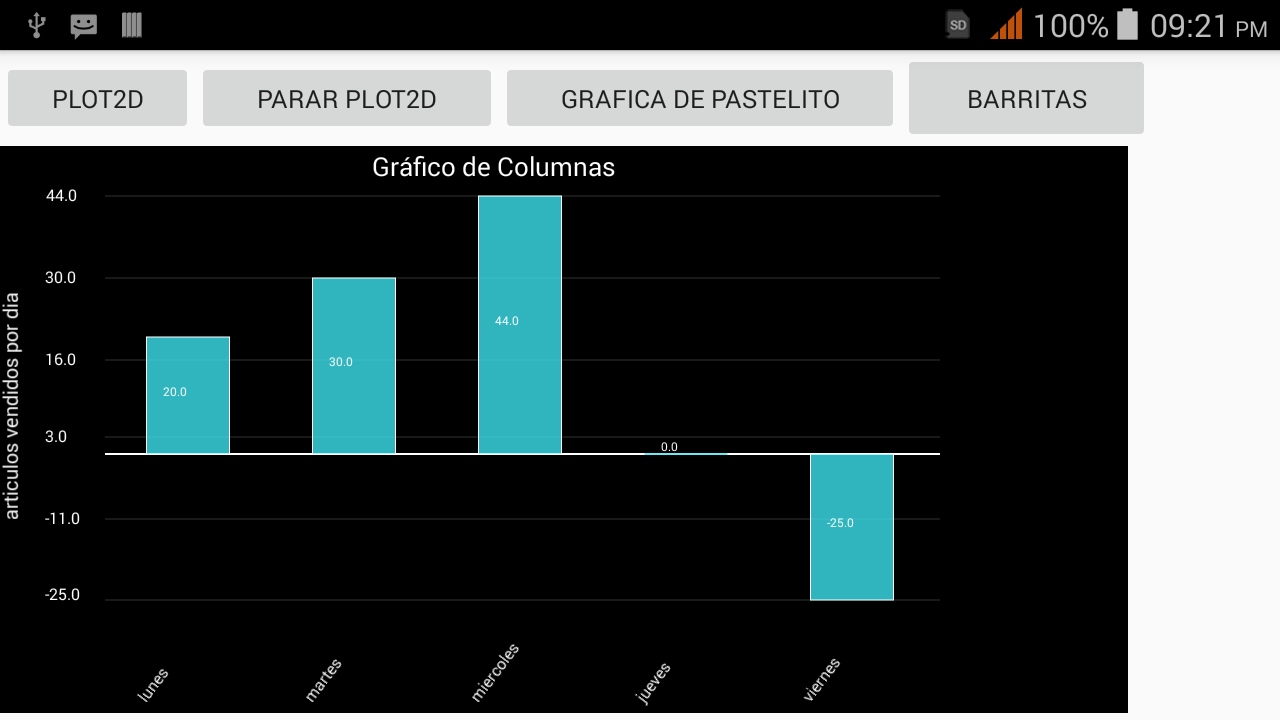 SD 100% 09:21 PM
PLOT2D PARAR PLOT2D GRAFICA DE PASTELITO BARRITAS
Gráfico de Columnas
articulos vendidos por dia
44.0
30.0
16.0
3.0
-11.0
-25.0
20.0
30.0
44.0
0.0
-25.0
lunes
martes
miercoles
jueves
viernes